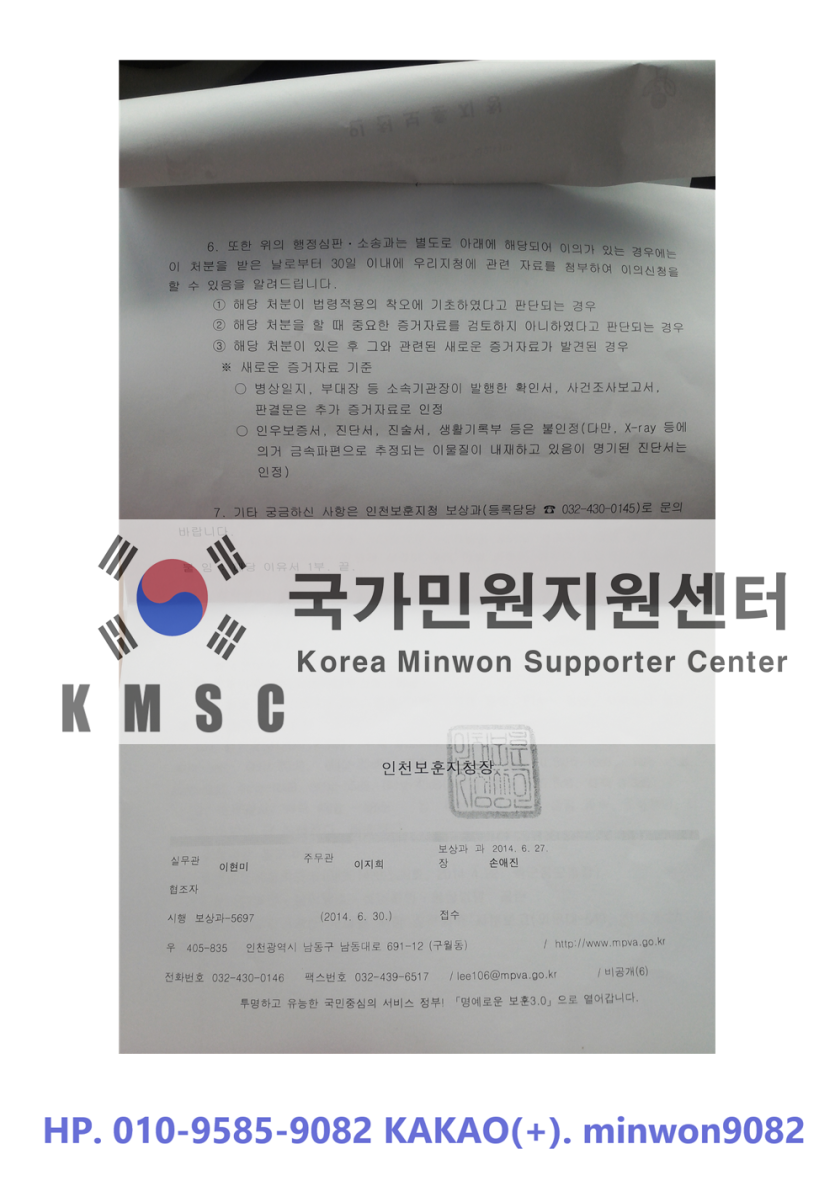 6. 또한 위의 행정심판·소송과는 별도로 아래에 해당되어 이의가 있는 경우에는
이 처분을 받은 날로부터 30일 이내에 우리지청에 관련 자료를 첨부하여 이의신청을
할 수 있음을 알려드립니다.
① 해당 처분이 법령적용의 착오에 기초하였다고 판단되는 경우
② 해당 처분을 할 때 중요한 증거자료를 검토하지 아니하였다고 판단되는 경우
③ 해당 처분이 있은 후 그와 관련된 새로운 증거자료가 발견된 경우
※ 새로운 증거자료 기준
○ 병상일지, 부대장 등 소속기관장이 발행한 확인서, 사건조사보고서,
판결문은 추가 증거자료로 인정
○ 인우보증서, 진단서, 진술서, 생활기록부 등은 불인정(다만, X-ray 등에
의거 금속파편으로 추정되는 이물질이 내재하고 있음이 명기된 진단서는
인정)
7. 기타 궁금하신 사항은 인천보훈지청 보상과(등록담당 ☎ 032-430-0145)로 문의
바랍니다.
이유서 1부. 끝.
국가민원지원센터
Korea Minwon Supporter Center
KMSC
인천보훈지청장
실무관 이현미 주무관 이지희 보상과 과장 2014. 6. 27. 손애진
협조자
시행 보상과-5697 (2014. 6. 30.) 접수
우 405-835 인천광역시 남동구 남동대로 691-12 (구월동) / http://www.mpva.go.kr
전화번호 032-430-0146 팩스번호 032-439-6517 / lee106@mpva.go.kr / 비공개(6)
투명하고 유능한 국민중심의 서비스 정부! 「명예로운 보훈3.0」으로 열어갑니다.
HP. 010-9585-9082 KAKAO(+). minwon9082